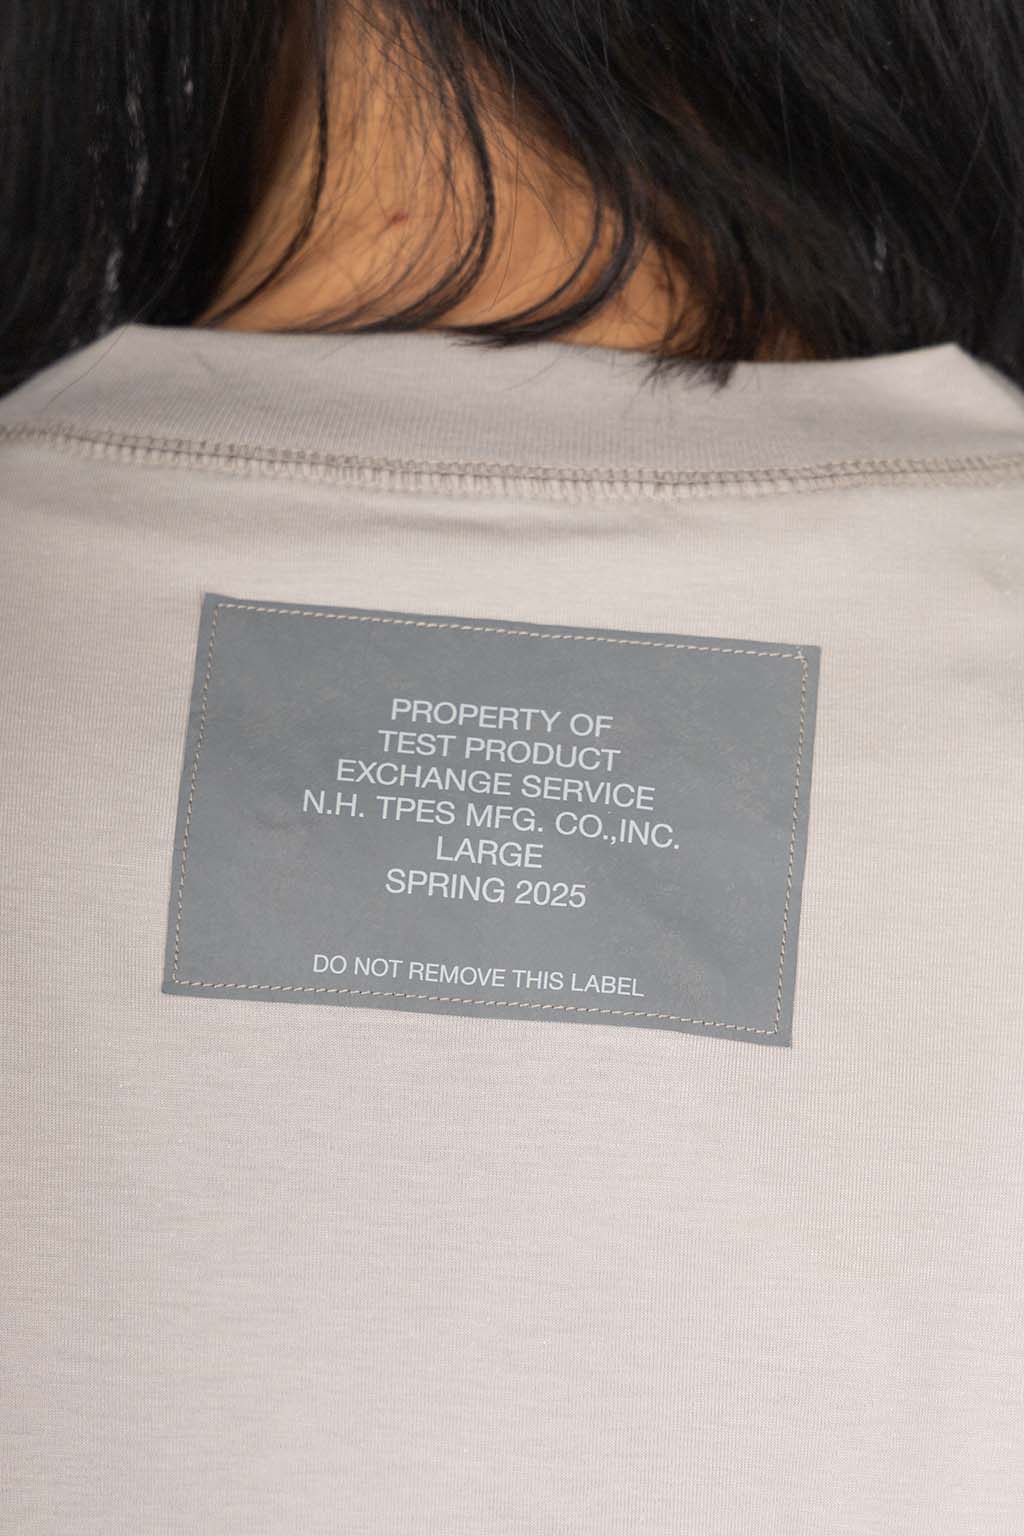 PROPERTY OF
TEST PRODUCT
EXCHANGE SERVICE
N.H. TPES MFG. CO.,INC.
LARGE
SPRING 2025
DO NOT REMOVE THIS LABEL